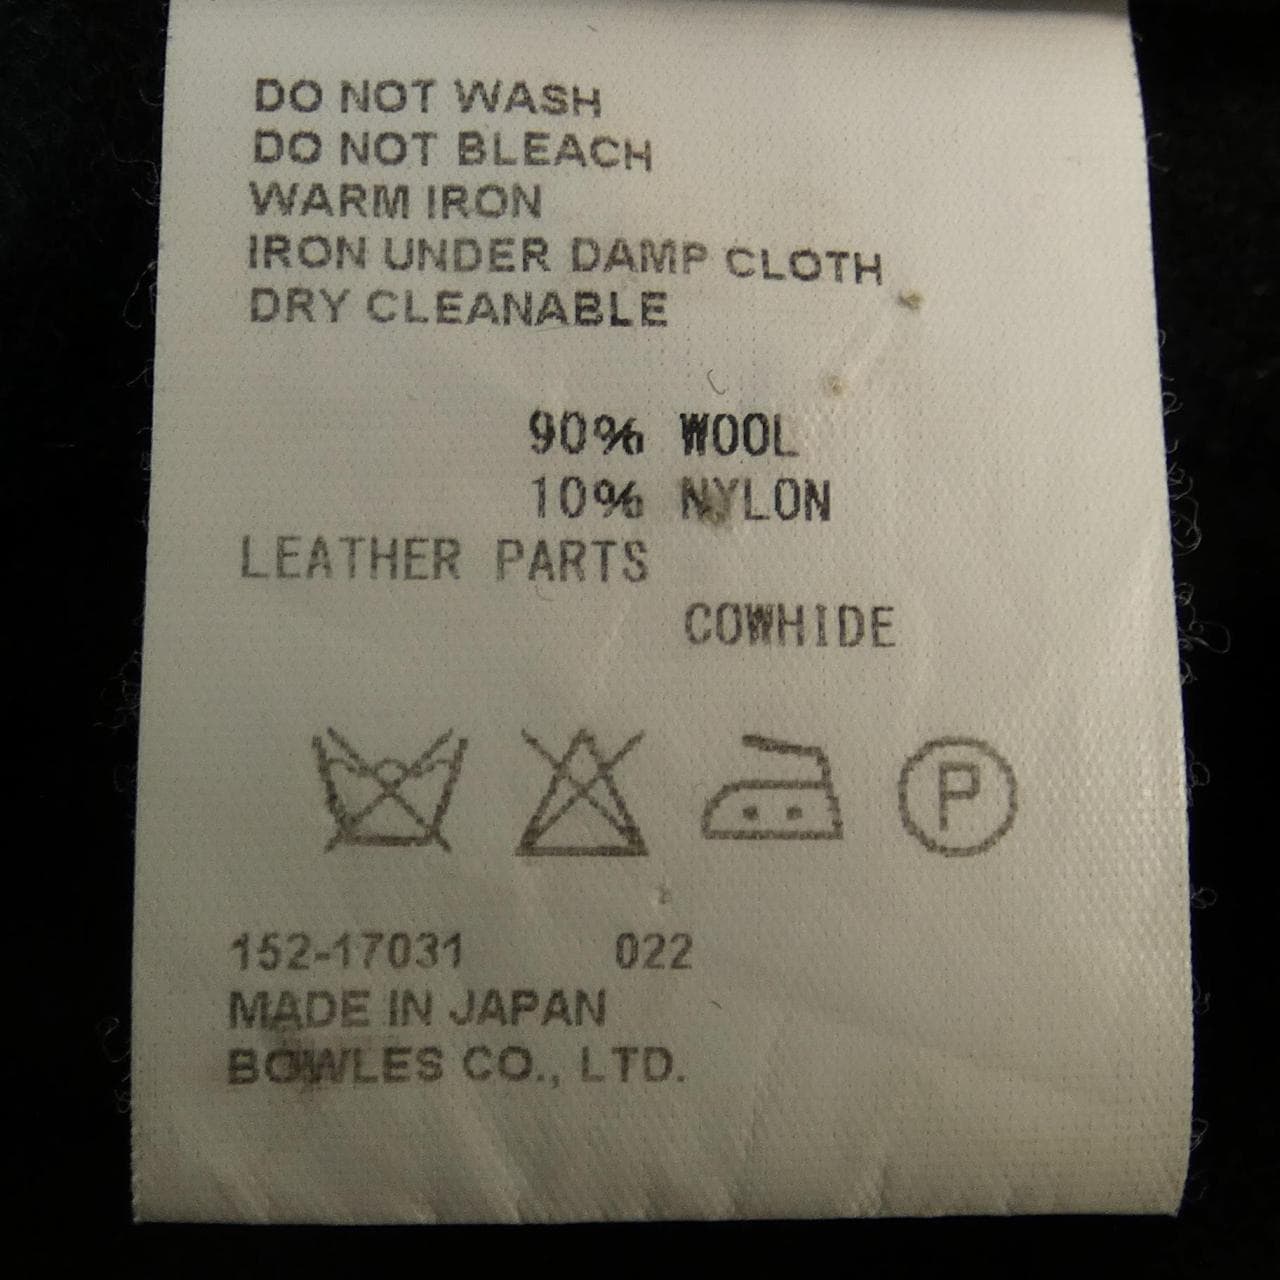 DO NOT WASH
DO NOT BLEACH
WARM IRON
IRON UNDER DAMP CLOTH
DRY CLEANABLE
90% WOOL
10% NYLON
LEATHER PARTS
COWHIDE
P
152-17031 022
MADE IN JAPAN
BOWLES CO., LTD.